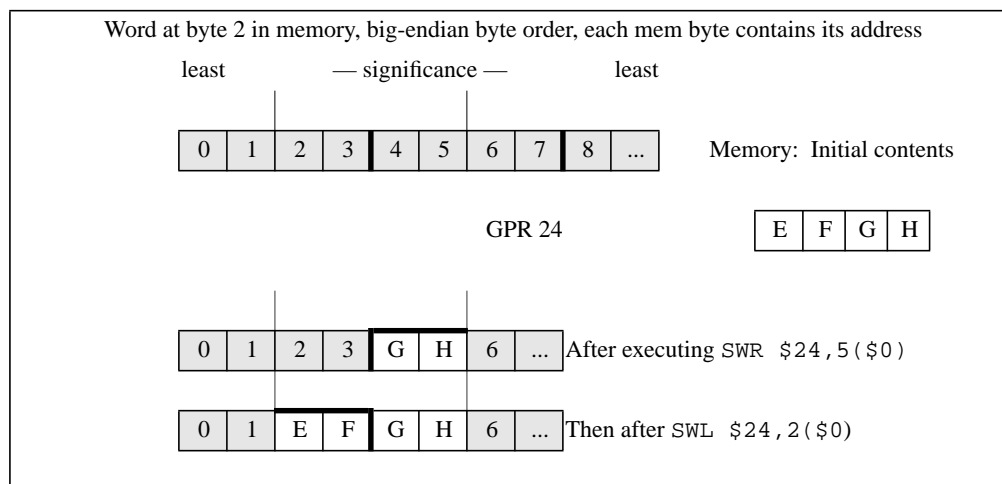 Word at byte 2 in memory, big-endian byte order, each mem byte contains its address
least — significance — least
0 1 2 3 4 5 6 7 8 ... Memory: Initial contents
GPR 24 E F G H
0 1 2 3 G H 6 ... After executing SWR $24,5($0)
0 1 E F G H 6 ... Then after SWL $24,2($0)